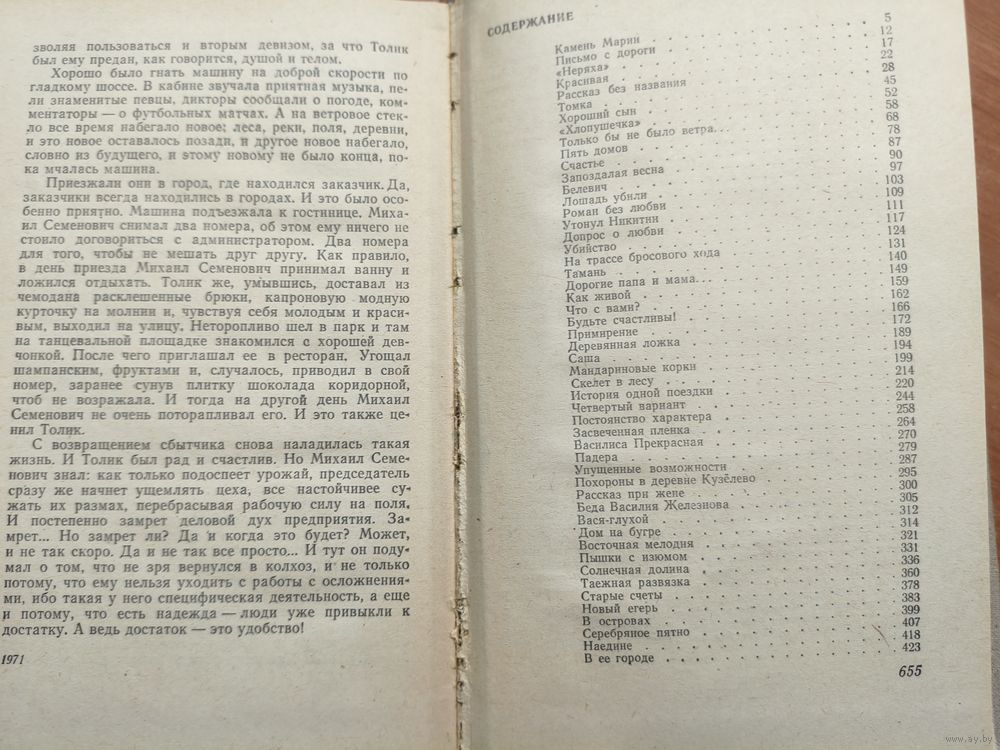 зволяя пользоваться и вторым девизом, за что Толик
был ему предан, как говорится, душой и телом.
Хорошо было гнать машину на доброй скорости по
гладкому шоссе. В кабине звучала приятная музыка, пе-
ли знаменитые певцы, дикторы сообщали о погоде, ком-
ментаторы — о футбольных матчах. А на ветровое стек-
ло все время набегало новое: леса, реки, поля, деревни,
и это новое оставалось позади, и другое новое набегало,
словно из будущего, и этому новому не было конца, по-
ка мчалась машина.
Приезжали они в город, где находился заказчик. Да,
заказчики всегда находились в городах. И это было осо-
бенно приятно. Машина подъезжала к гостинице. Миха-
ил Семенович снимал два номера, об этом ему ничего не
стоило договориться с администратором. Два номера
для того, чтобы не мешать друг другу. Как правило,
в день приезда Михаил Семенович принимал ванну и
ложился отдыхать. Толик же, умывшись, доставал из
чемодана расклешенные брюки, капроновую модную
курточку на молнии и, чувствуя себя молодым и краси-
вым, выходил на улицу. Неторопливо шел в парк и там
на танцевальной площадке знакомился с хорошей дев-
чонкой. После чего приглашал ее в ресторан. Угощал
шампанским, фруктами и, случалось, приводил в свой
номер, заранее сунув плитку шоколада коридорной,
чтоб не возражала. И тогда на другой день Михаил
Семенович не очень поторапливал его. И это также це-
нил Толик.
С возвращением сбытчика снова наладилась такая
жизнь. И Толик был рад и счастлив. Но Михаил Семе-
нович знал: как только подоспеет урожай, председатель
сразу же начнет ущемлять цеха, все настойчивее су-
жать их размах, перебрасывая рабочую силу на поля.
И постепенно замрет деловой дух предприятия. За-
мрет... Но замрет ли? Да и когда это будет? Может,
и не так скоро. Да и не так все просто... И тут он поду-
мал о том, что не зря вернулся в колхоз, и не только
потому, что ему нельзя уходить с работы с осложнения-
ми, ибо такая у него специфическая деятельность, а еще
и потому, что есть надежда — люди уже привыкли к
достатку. А ведь достаток — это удобство!
1971
СОДЕРЖАНИЕ
Камень Марии . . . 5
Письмо с дороги . . . 12
«Неряха» . . . 17
Красивая . . . 22
Рассказ без названия . . . 28
Томка . . . 45
Хороший сын . . . 52
«Хлопушечка» . . . 58
Только бы не было ветра... . . . 68
Пять домов . . . 78
Счастье . . . 87
Запоздалая весна . . . 90
Белевич . . . 97
Лошадь убили . . . 103
Роман без любви . . . 109
Утонул Никитин . . . 111
Допрос о любви . . . 117
Убийство . . . 124
На трассе бросового хода . . . 131
Тамань . . . 140
Дорогие папа и мама... . . . 149
Как живой . . . 159
Что с вами? . . . 162
Будьте счастливы! . . . 166
Примирение . . . 172
Деревянная ложка . . . 189
Саша . . . 194
Мандариновые корки . . . 199
Скелет в лесу . . . 214
История одной поездки . . . 220
Четвертый вариант . . . 244
Постоянство характера . . . 258
Засвеченная пленка . . . 264
Василиса Прекрасная . . . 270
Падера . . . 279
Упущенные возможности . . . 287
Похороны в деревне Кузёлево . . . 295
Рассказ при жене . . . 300
Беда Василия Железнова . . . 305
Вася-глухой . . . 312
Дом на бугре . . . 314
Восточная мелодия . . . 321
Пышки с изюмом . . . 331
Солнечная долина . . . 336
Таежная развязка . . . 360
Старые счеты . . . 378
Новый егерь . . . 383
В островах . . . 399
Серебряное пятно . . . 407
Наедине . . . 418
В ее городе . . . 423
655
www.ay.by